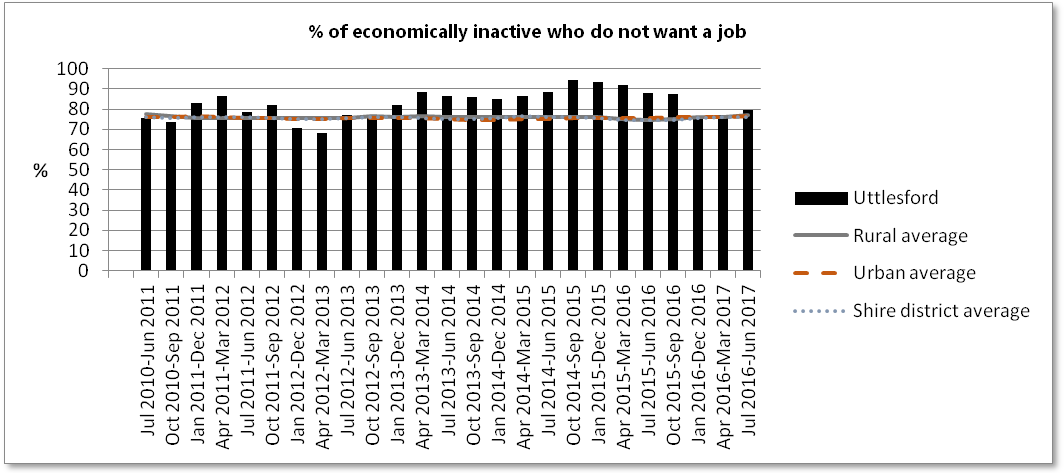 % of economically inactive who do not want a job
100
90
80
70
60
50
40
30
20
10
0
%
Jul 2010-Jun 2011
Oct 2010-Sep 2011
Jan 2011-Dec 2011
Apr 2011-Mar 2012
Jul 2011-Jun 2012
Oct 2011-Sep 2012
Jan 2012-Dec 2012
Apr 2012-Mar 2013
Jul 2012-Jun 2013
Oct 2012-Sep 2013
Jan 2013-Dec 2013
Apr 2013-Mar 2014
Jul 2013-Jun 2014
Oct 2013-Sep 2014
Jan 2014-Dec 2014
Apr 2014-Mar 2015
Jul 2014-Jun 2015
Oct 2014-Sep 2015
Jan 2015-Dec 2015
Apr 2015-Mar 2016
Jul 2015-Jun 2016
Oct 2015-Sep 2016
Jan 2016-Dec 2016
Apr 2016-Mar 2017
Jul 2016-Jun 2017
Uttlesford
Rural average
Urban average
Shire district average